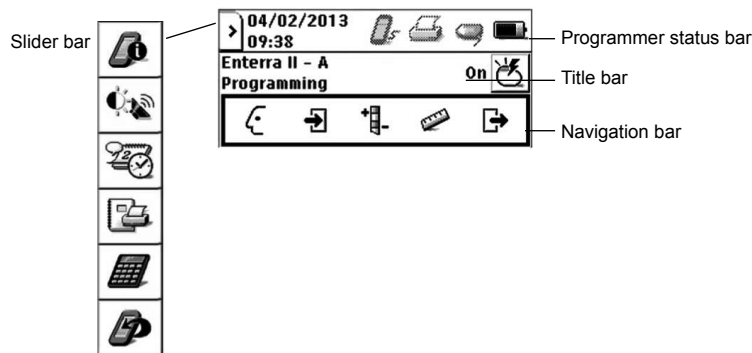 Slider bar
04/02/2013
09:38
Programmer status bar
Enterra II - A
Programming
On
Title bar
Navigation bar